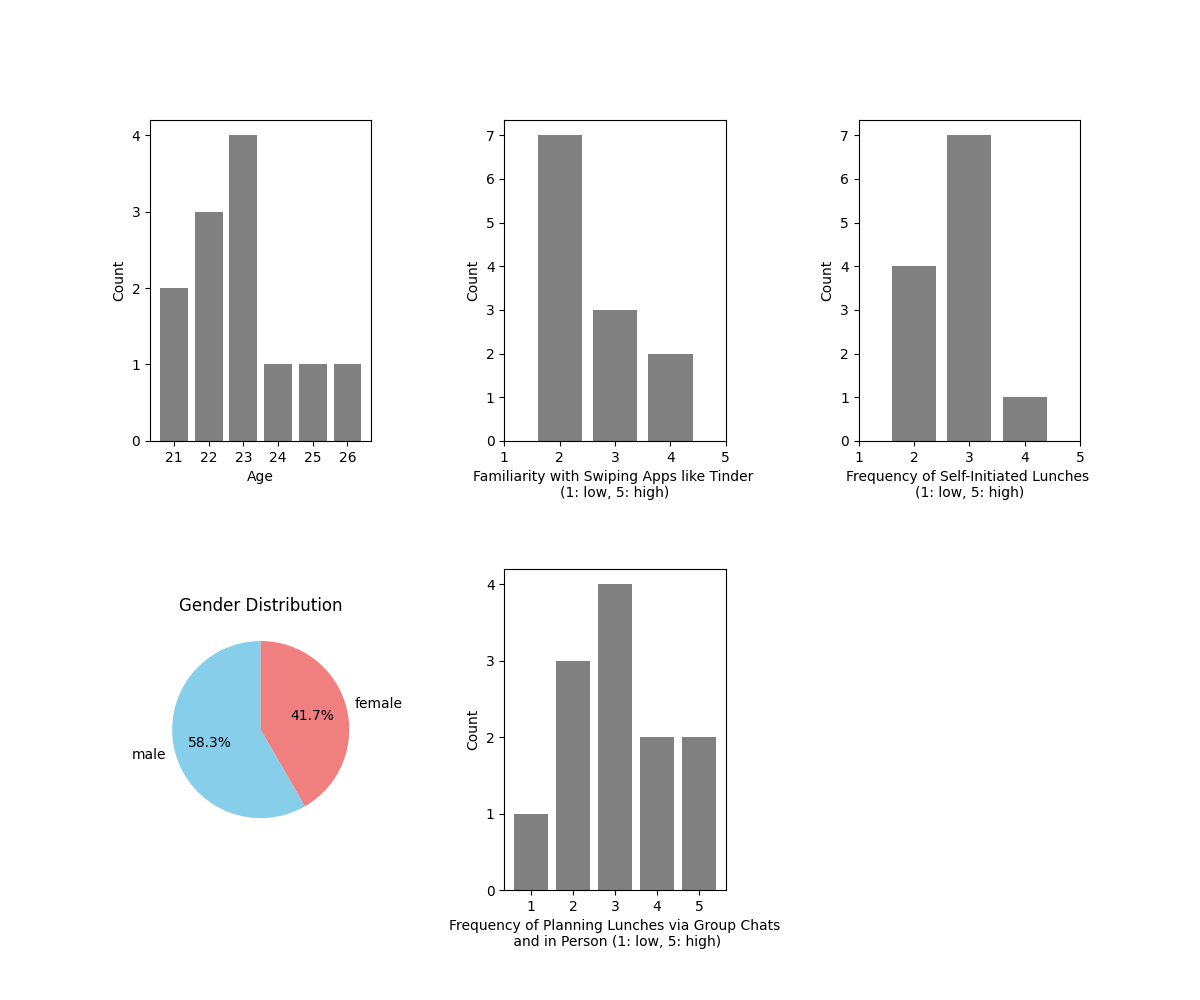 4
3
2
1
0
Count
21 22 23 24 25 26
Age
7
6
5
4
3
2
1
0
Count
1 2 3 4 5
Familiarity with Swiping Apps like Tinder
(1: low, 5: high)
7
6
5
4
3
2
1
0
Count
1 2 3 4 5
Frequency of Self-Initiated Lunches
(1: low, 5: high)
Gender Distribution
female
41.7%
58.3%
male
4
3
2
1
0
Count
1 2 3 4 5
Frequency of Planning Lunches via Group Chats
and in Person (1: low, 5: high)